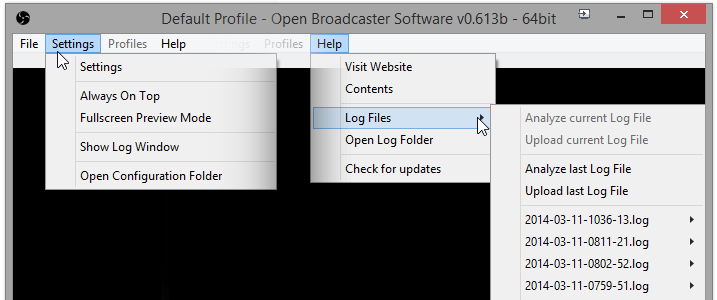 Default Profile - Open Broadcaster Software v0.613b - 64bit
File Settings Profiles Help Settings Profiles Help
Settings
Always On Top
Fullscreen Preview Mode
Show Log Window
Open Configuration Folder
Visit Website
Contents
Log Files
Open Log Folder
Check for updates
Analyze current Log File
Upload current Log File
Analyze last Log File
Upload last Log File
2014-03-11-1036-13.log
2014-03-11-0811-21.log
2014-03-11-0802-52.log
2014-03-11-0759-51.log